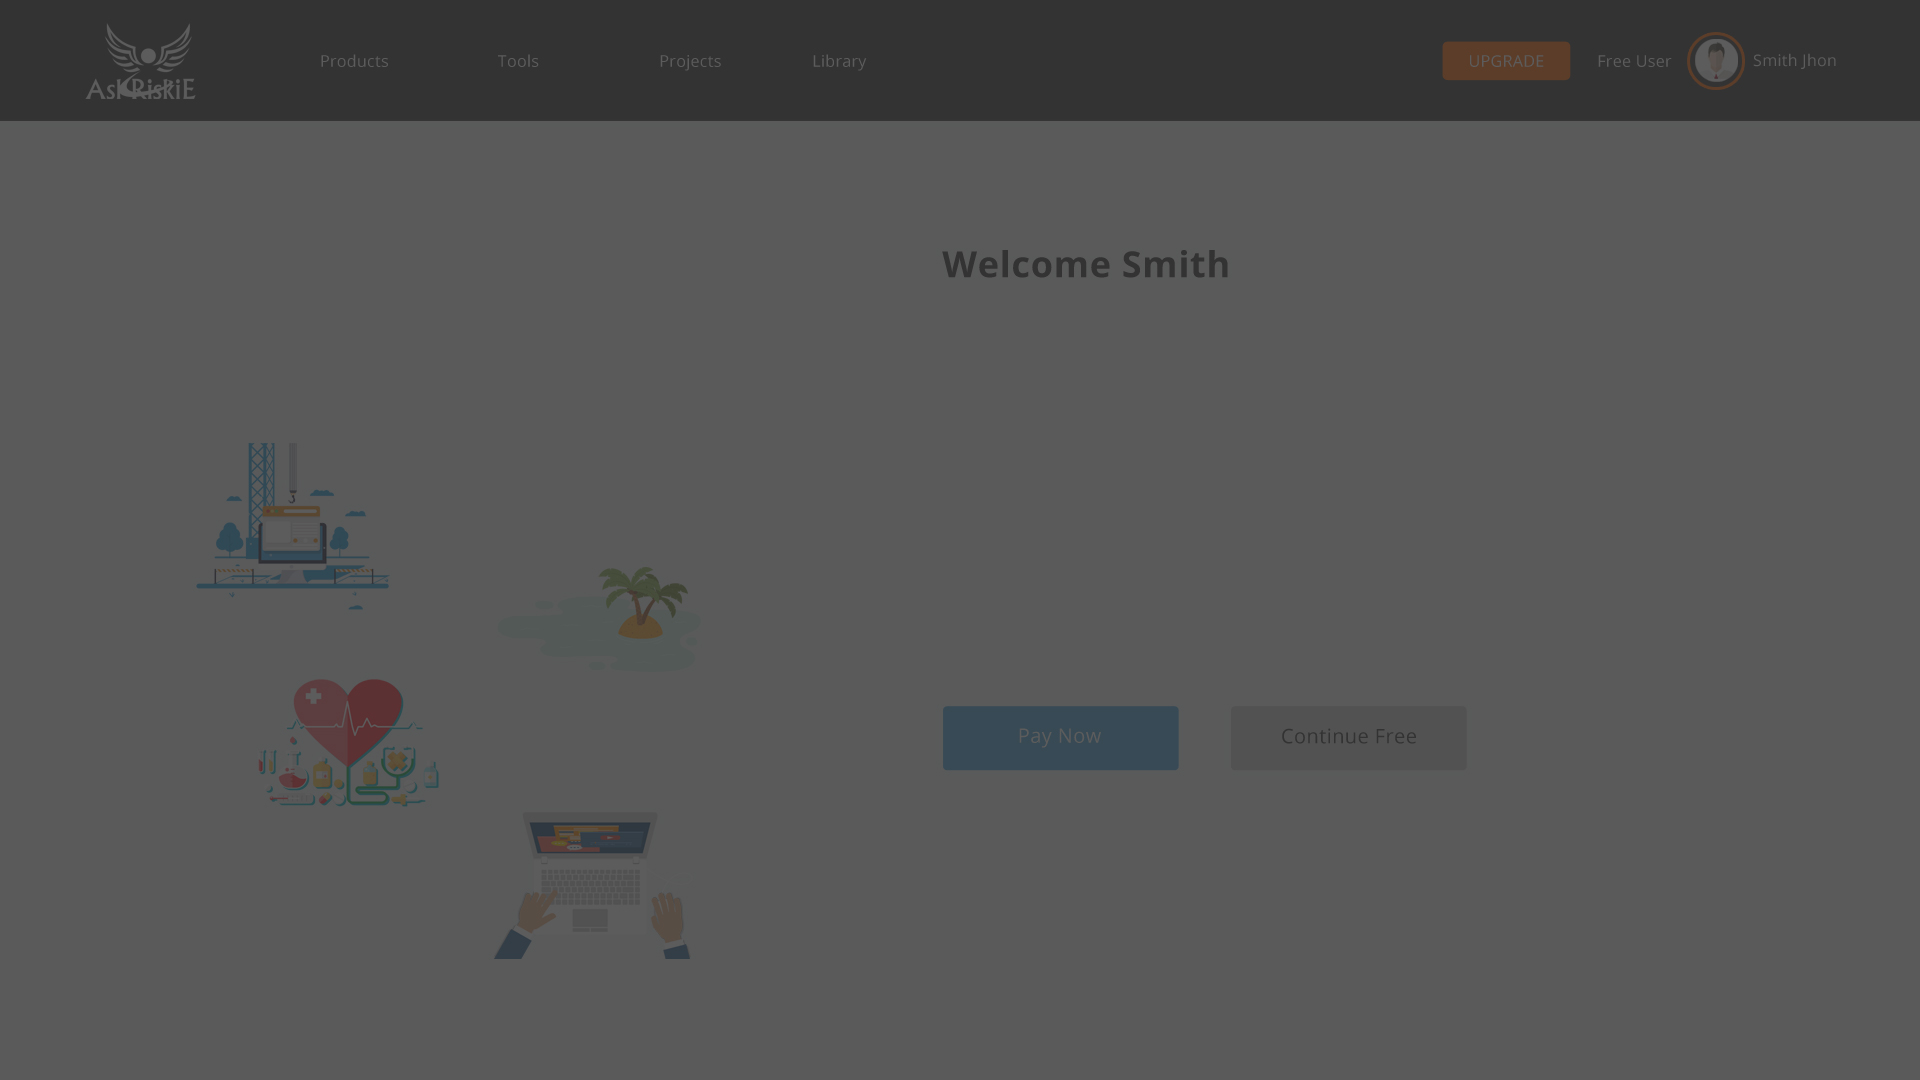 AskRiskiE
Products
Tools
Projects
Library
UPGRADE
Free User
Smith Jhon
Welcome Smith
Pay Now
Continue Free